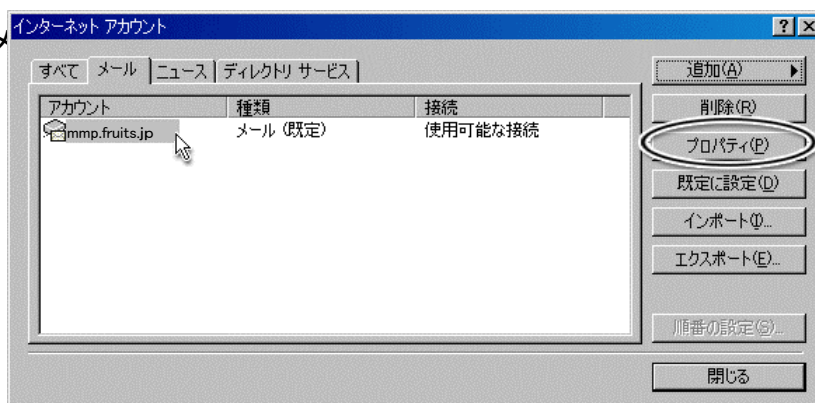 インターネット アカウント
すべて メール ニュース ディレクトリ サービス
追加(A)
アカウント 種類 接続
削除(R)
mmp.fruits.jp メール (既定) 使用可能な接続
プロパティ(P)
既定に設定(D)
インポート(I)...
エクスポート(E)...
順番の設定(S)...
閉じる